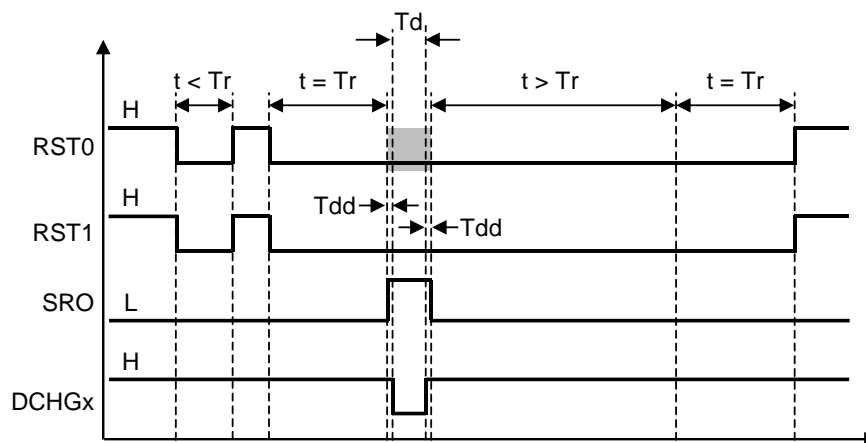 Td
t < Tr
t = Tr
t > Tr
t = Tr
H
RST0
H
Tdd
Tdd
RST1
SRO
L
H
DCHGx